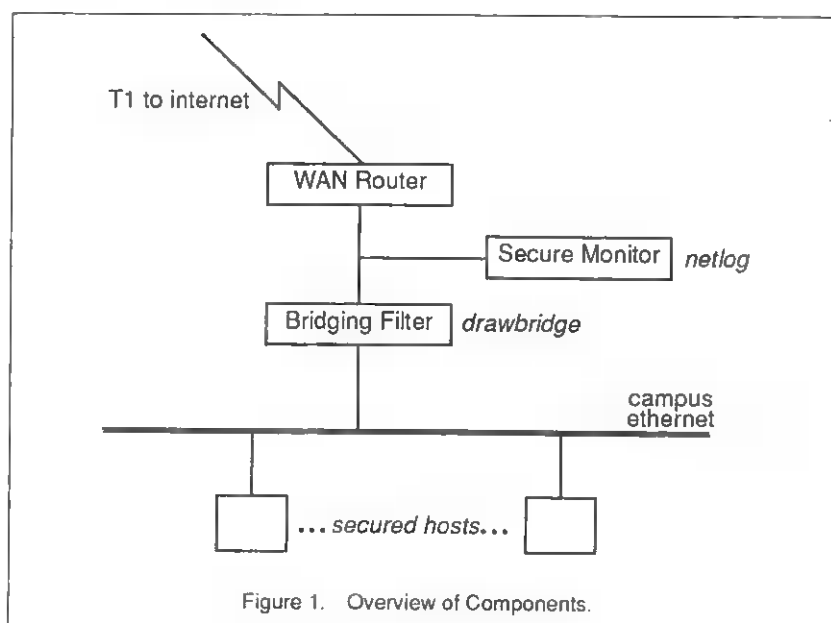 T1 to internet
WAN Router
Secure Monitor netlog
Bridging Filter drawbridge
campus
ethernet
... secured hosts...
Figure 1. Overview of Components.